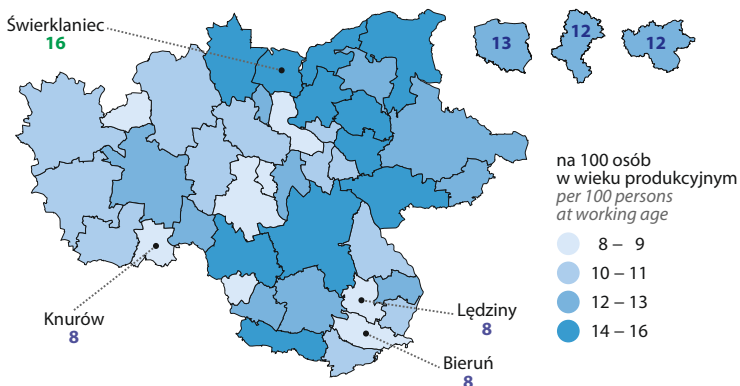 Świerklaniec
16
13
12
12
na 100 osób
w wieku produkcyjnym
per 100 persons
at working age
8 – 9
10 – 11
12 – 13
14 – 16
Knurów
8
Lędziny
8
Bieruń
8